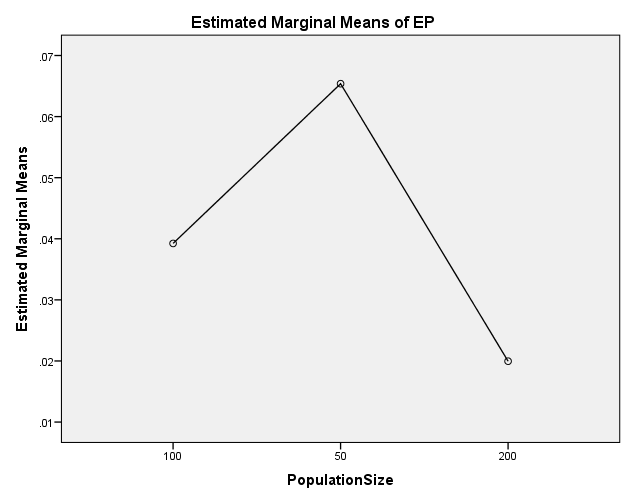 Estimated Marginal Means of EP
Estimated Marginal Means
.07
.06
.05
.04
.03
.02
.01
100 50 200
PopulationSize